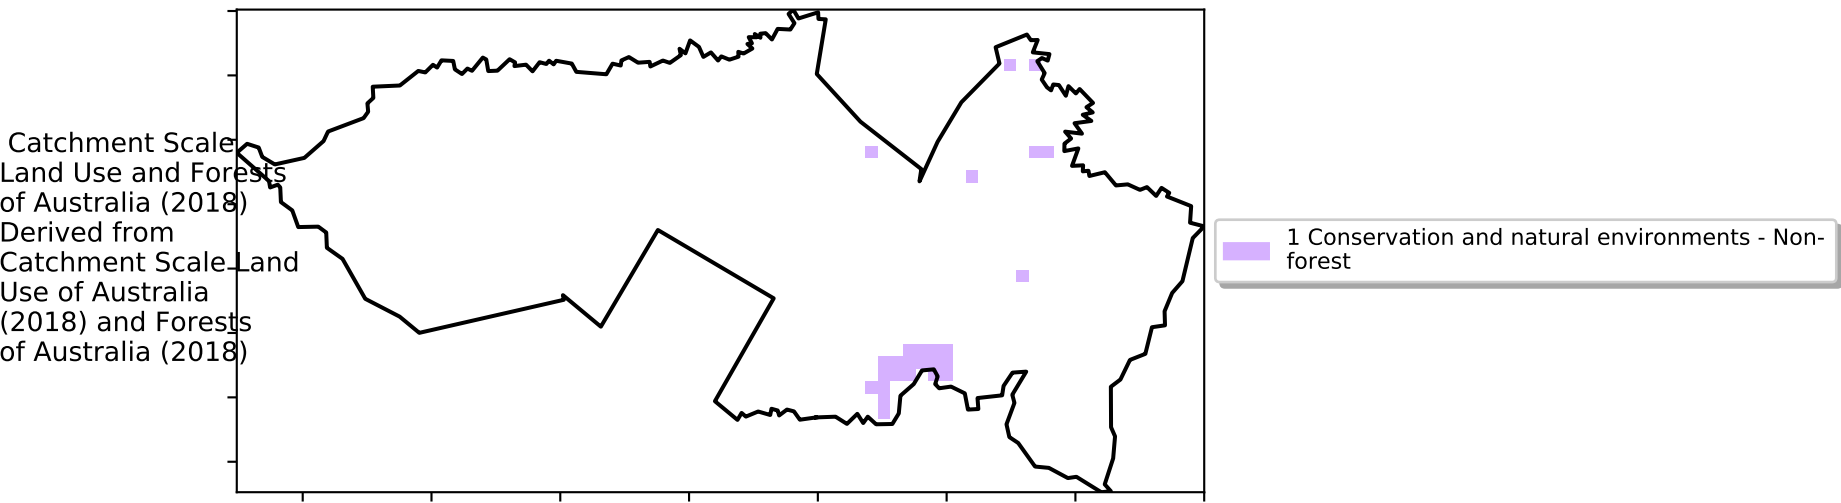 Catchment Scale
Land Use and Forests
of Australia (2018)
Derived from
Catchment Scale Land
Use of Australia
(2018) and Forests
of Australia (2018)
1 Conservation and natural environments - Non-
forest